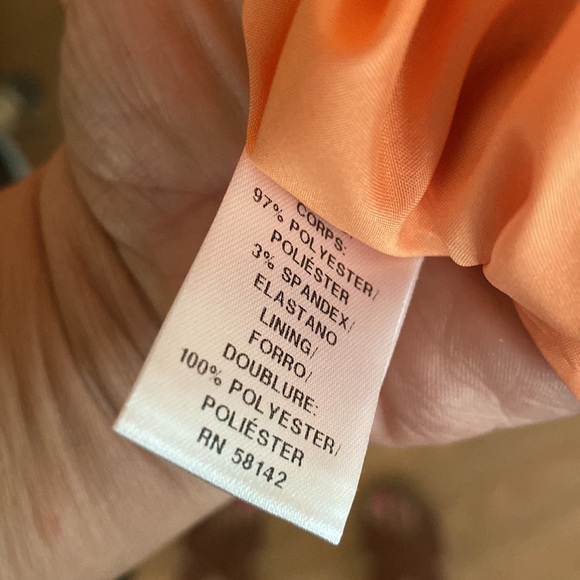 CORPS:
97% POLYESTER/
POLIÉSTER
3% SPANDEX/
ELASTANO
LINING/
FORRO/
DOUBLURE:
100% POLYESTER/
POLIÉSTER
RN 58142